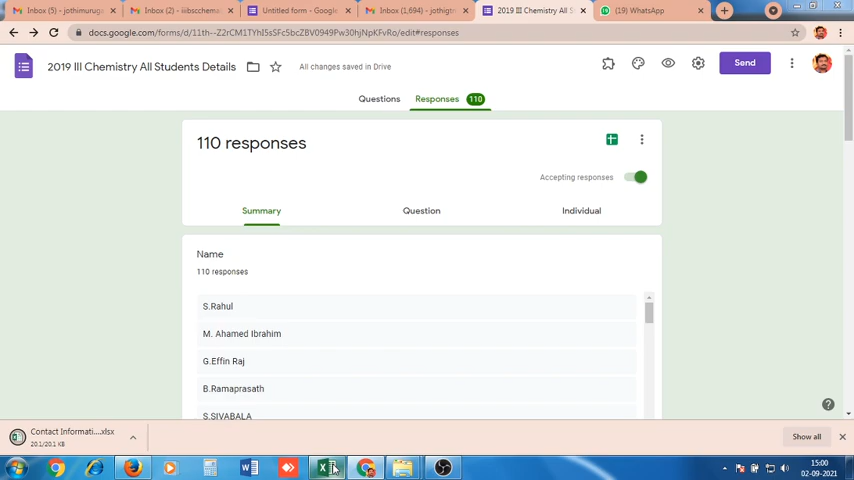 Inbox (5) - jothimurug
Inbox (2) - iiibscchemis
Untitled form - Google
Inbox (1,694) - jothigtn
2019 III Chemistry All S
(19) WhatsApp
docs.google.com/forms/d/11th--Z2rCM1TYhI5sSFc5bbcZBV0949Pw30hjNpKFvRo/edit#responses
2019 III Chemistry All Students Details
All changes saved in Drive
Send
Questions
Responses 110
110 responses
Accepting responses
Summary
Question
Individual
Name
110 responses
S.Rahul
M. Ahamed Ibrahim
G.Effin Raj
B.Ramaprasath
S.SIVABALA
Contact Informati....xlsx
20.1/20.1 KB
Show all
15:00
02-09-2021